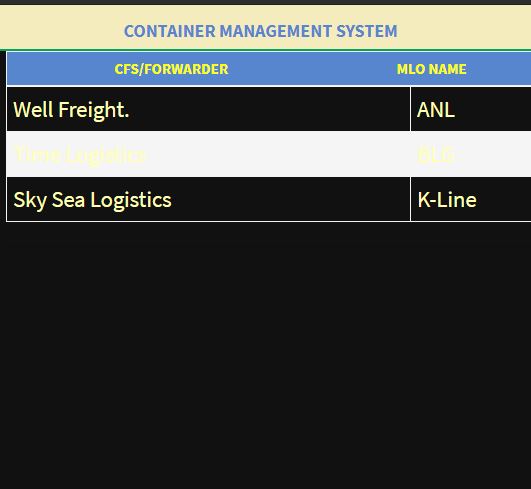 CONTAINER MANAGEMENT SYSTEM
CFS/FORWARDER MLO NAME
Well Freight. ANL
Time Logistics BLG
Sky Sea Logistics K-Line